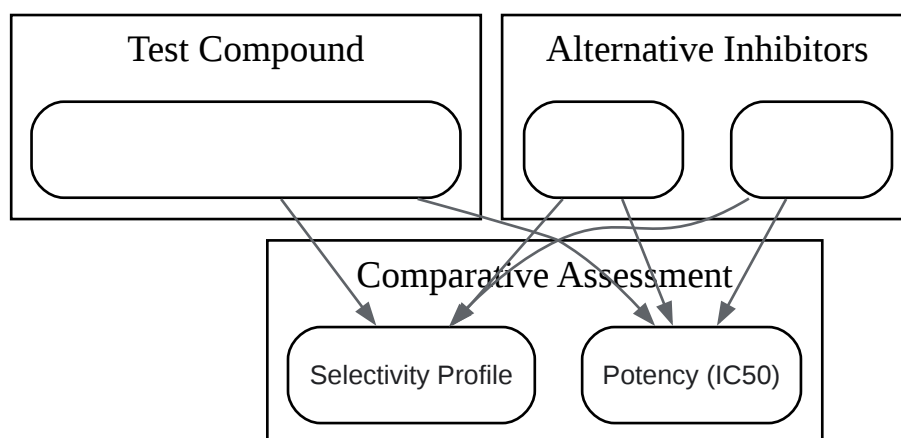 Test Compound
Alternative Inhibitors
Comparative Assessment
Selectivity Profile
Potency (IC50)